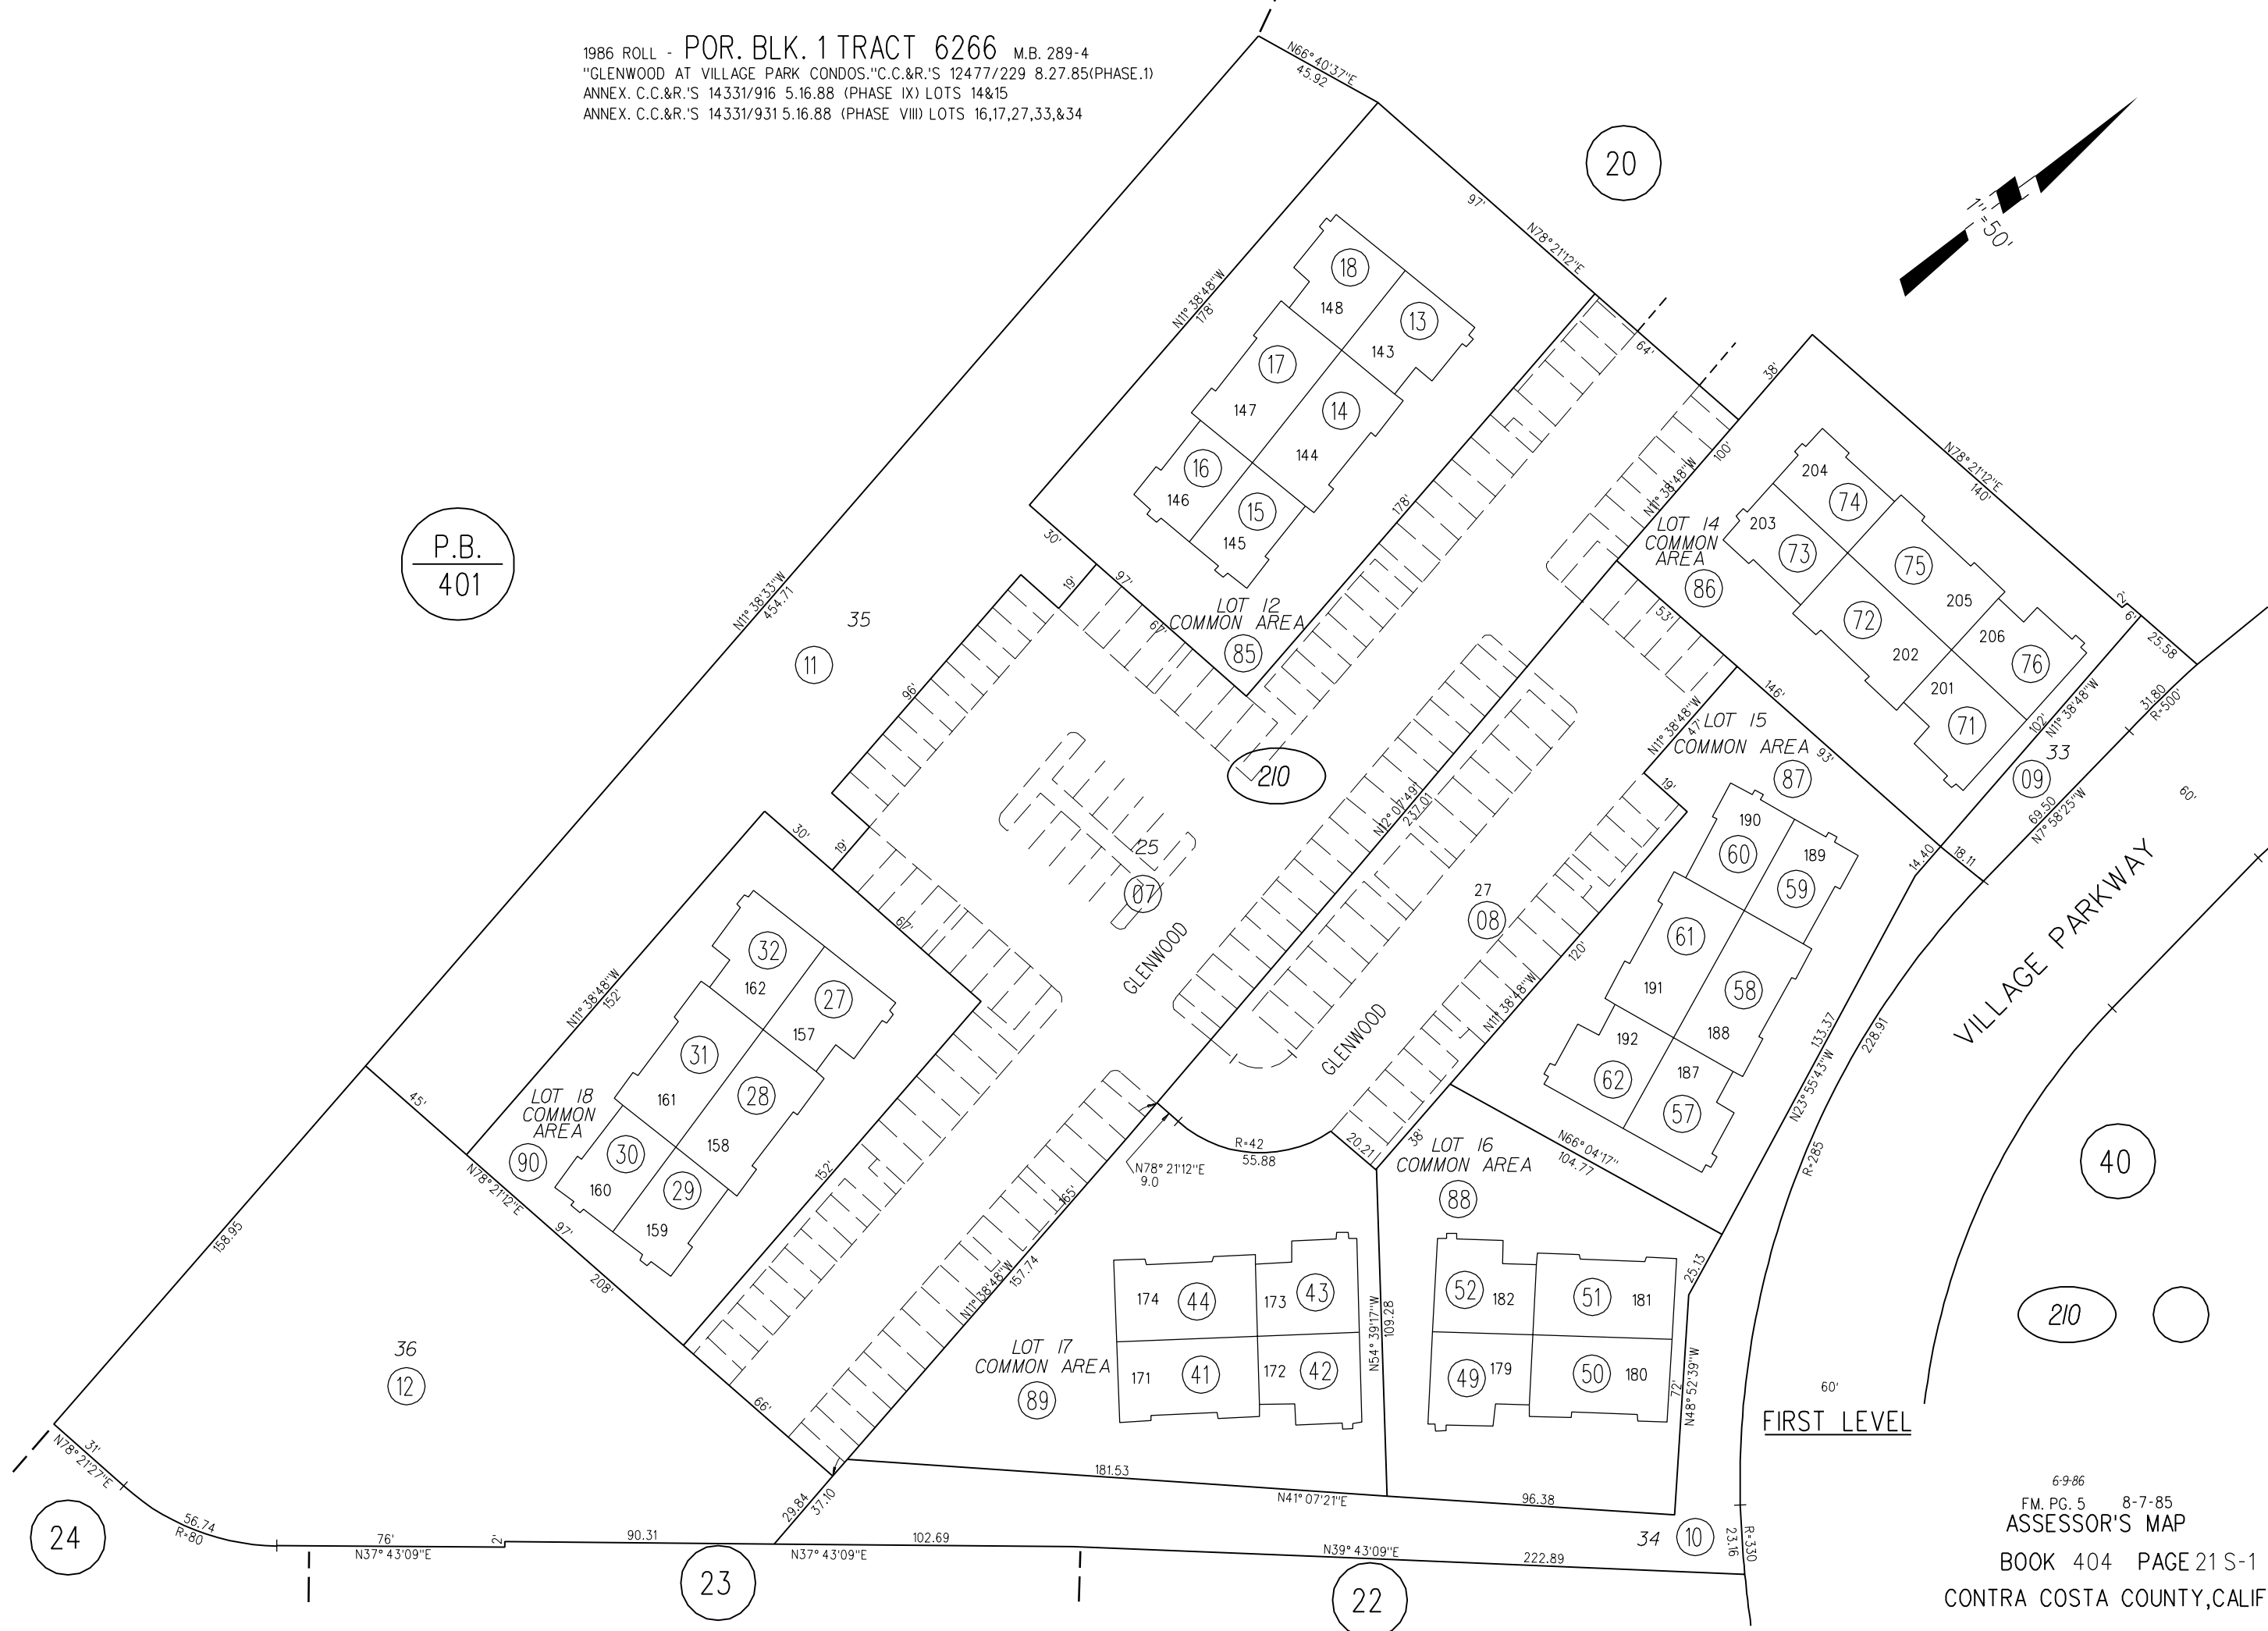 1986 ROLL - POR. BLK. 1 TRACT 6266 M.B. 289-4
"GLENWOOD AT VILLAGE PARK CONDOS."C.C.&R.'S 12477/229 8.27.85(PHASE.1)
ANNEX. C.C.&R.'S 14331/916 5.16.88 (PHASE IX) LOTS 14&15
ANNEX. C.C.&R.'S 14331/931 5.16.88 (PHASE VIII) LOTS 16,17,27,33,&34
N66°40'37"E
45.92
20
1"=50'
97'
N78°21'12"E
N11°38'48"W
178'
18
148
13
143
17
147
14
144
16
146
15
145
64'
38'
178'
100'
N11°38'48"W
N78°21'12"E
140'
P.B.
401
N11°38'33"W
454.71
35
11
30'
19'
97'
67'
LOT 12
COMMON AREA
85
96'
LOT 14
COMMON
AREA
86
204
74
203
73
75
205
72
202
206
76
201
71
2'
6'
25.58
53'
146'
N11°38'48"W
102'
31.80
R=500'
33
09
69.50
N7°58'25"W
60'
N11°38'48"W
47'
LOT 15
COMMON AREA
87
93'
19'
210
N12°07'49"
237.01
25
07
GLENWOOD
27
08
GLENWOOD
190
60
189
59
61
191
58
188
192
62
187
57
14.40
18.11
VILLAGE PARKWAY
120'
N11°38'48"W
133.37
N23°55'43"W
228.91
R=285
30'
19'
67'
N11°38'48"W
152'
32
162
27
157
31
161
28
158
30
160
29
159
LOT 18
COMMON
AREA
90
45'
N78°21'12"E
97'
208'
152'
158.95
165'
N11°38'48"W
157.74
R=42
55.88
N78°21'12"E
9.0
20.21
38'
LOT 16
COMMON AREA
88
N66°04'17"
104.77
40
25.13
174
44
173
43
171
41
172
42
N54°39'17"W
109.28
52
182
51
181
49
179
50
180
72'
N48°52'39"W
210
LOT 17
COMMON AREA
89
36
12
66'
60'
FIRST LEVEL
31'
N78°21'27"E
24
56.74
R=80
76'
N37°43'09"E
2'
90.31
23
29.84
37.10
N37°43'09"E
102.69
181.53
N41°07'21"E
96.38
N39°43'09"E
222.89
22
34
10
23.16
R=330
6-9-86
FM. PG. 5 8-7-85
ASSESSOR'S MAP
BOOK 404 PAGE 21 S-1
CONTRA COSTA COUNTY,CALIF